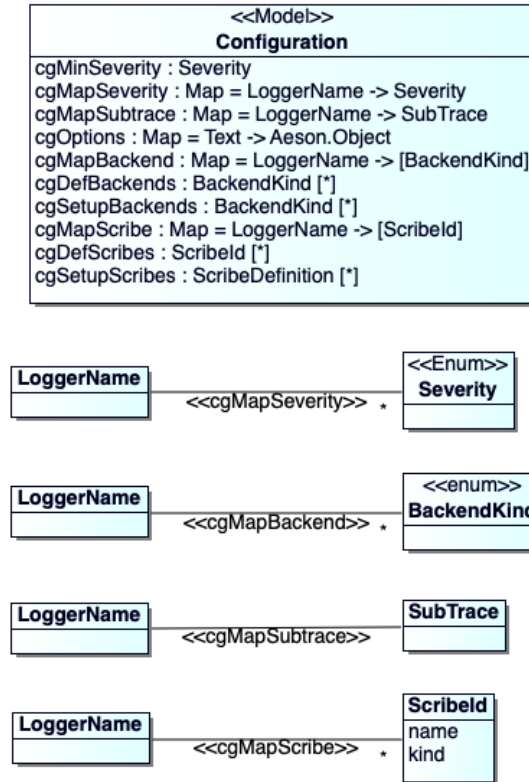 <<Model>>
Configuration
cgMinSeverity : Severity
cgMapSeverity : Map = LoggerName -> Severity
cgMapSubtrace : Map = LoggerName -> SubTrace
cgOptions : Map = Text -> Aeson.Object
cgMapBackend : Map = LoggerName -> [BackendKind]
cgDefBackends : BackendKind [*]
cgSetupBackends : BackendKind [*]
cgMapScribe : Map = LoggerName -> [ScribeId]
cgDefScribes : ScribeId [*]
cgSetupScribes : ScribeDefinition [*]
LoggerName
<<cgMapSeverity>> *
<<Enum>>
Severity
LoggerName
<<cgMapBackend>> *
<<enum>>
BackendKind
LoggerName
<<cgMapSubtrace>>
SubTrace
LoggerName
<<cgMapScribe>> *
ScribeId
name
kind